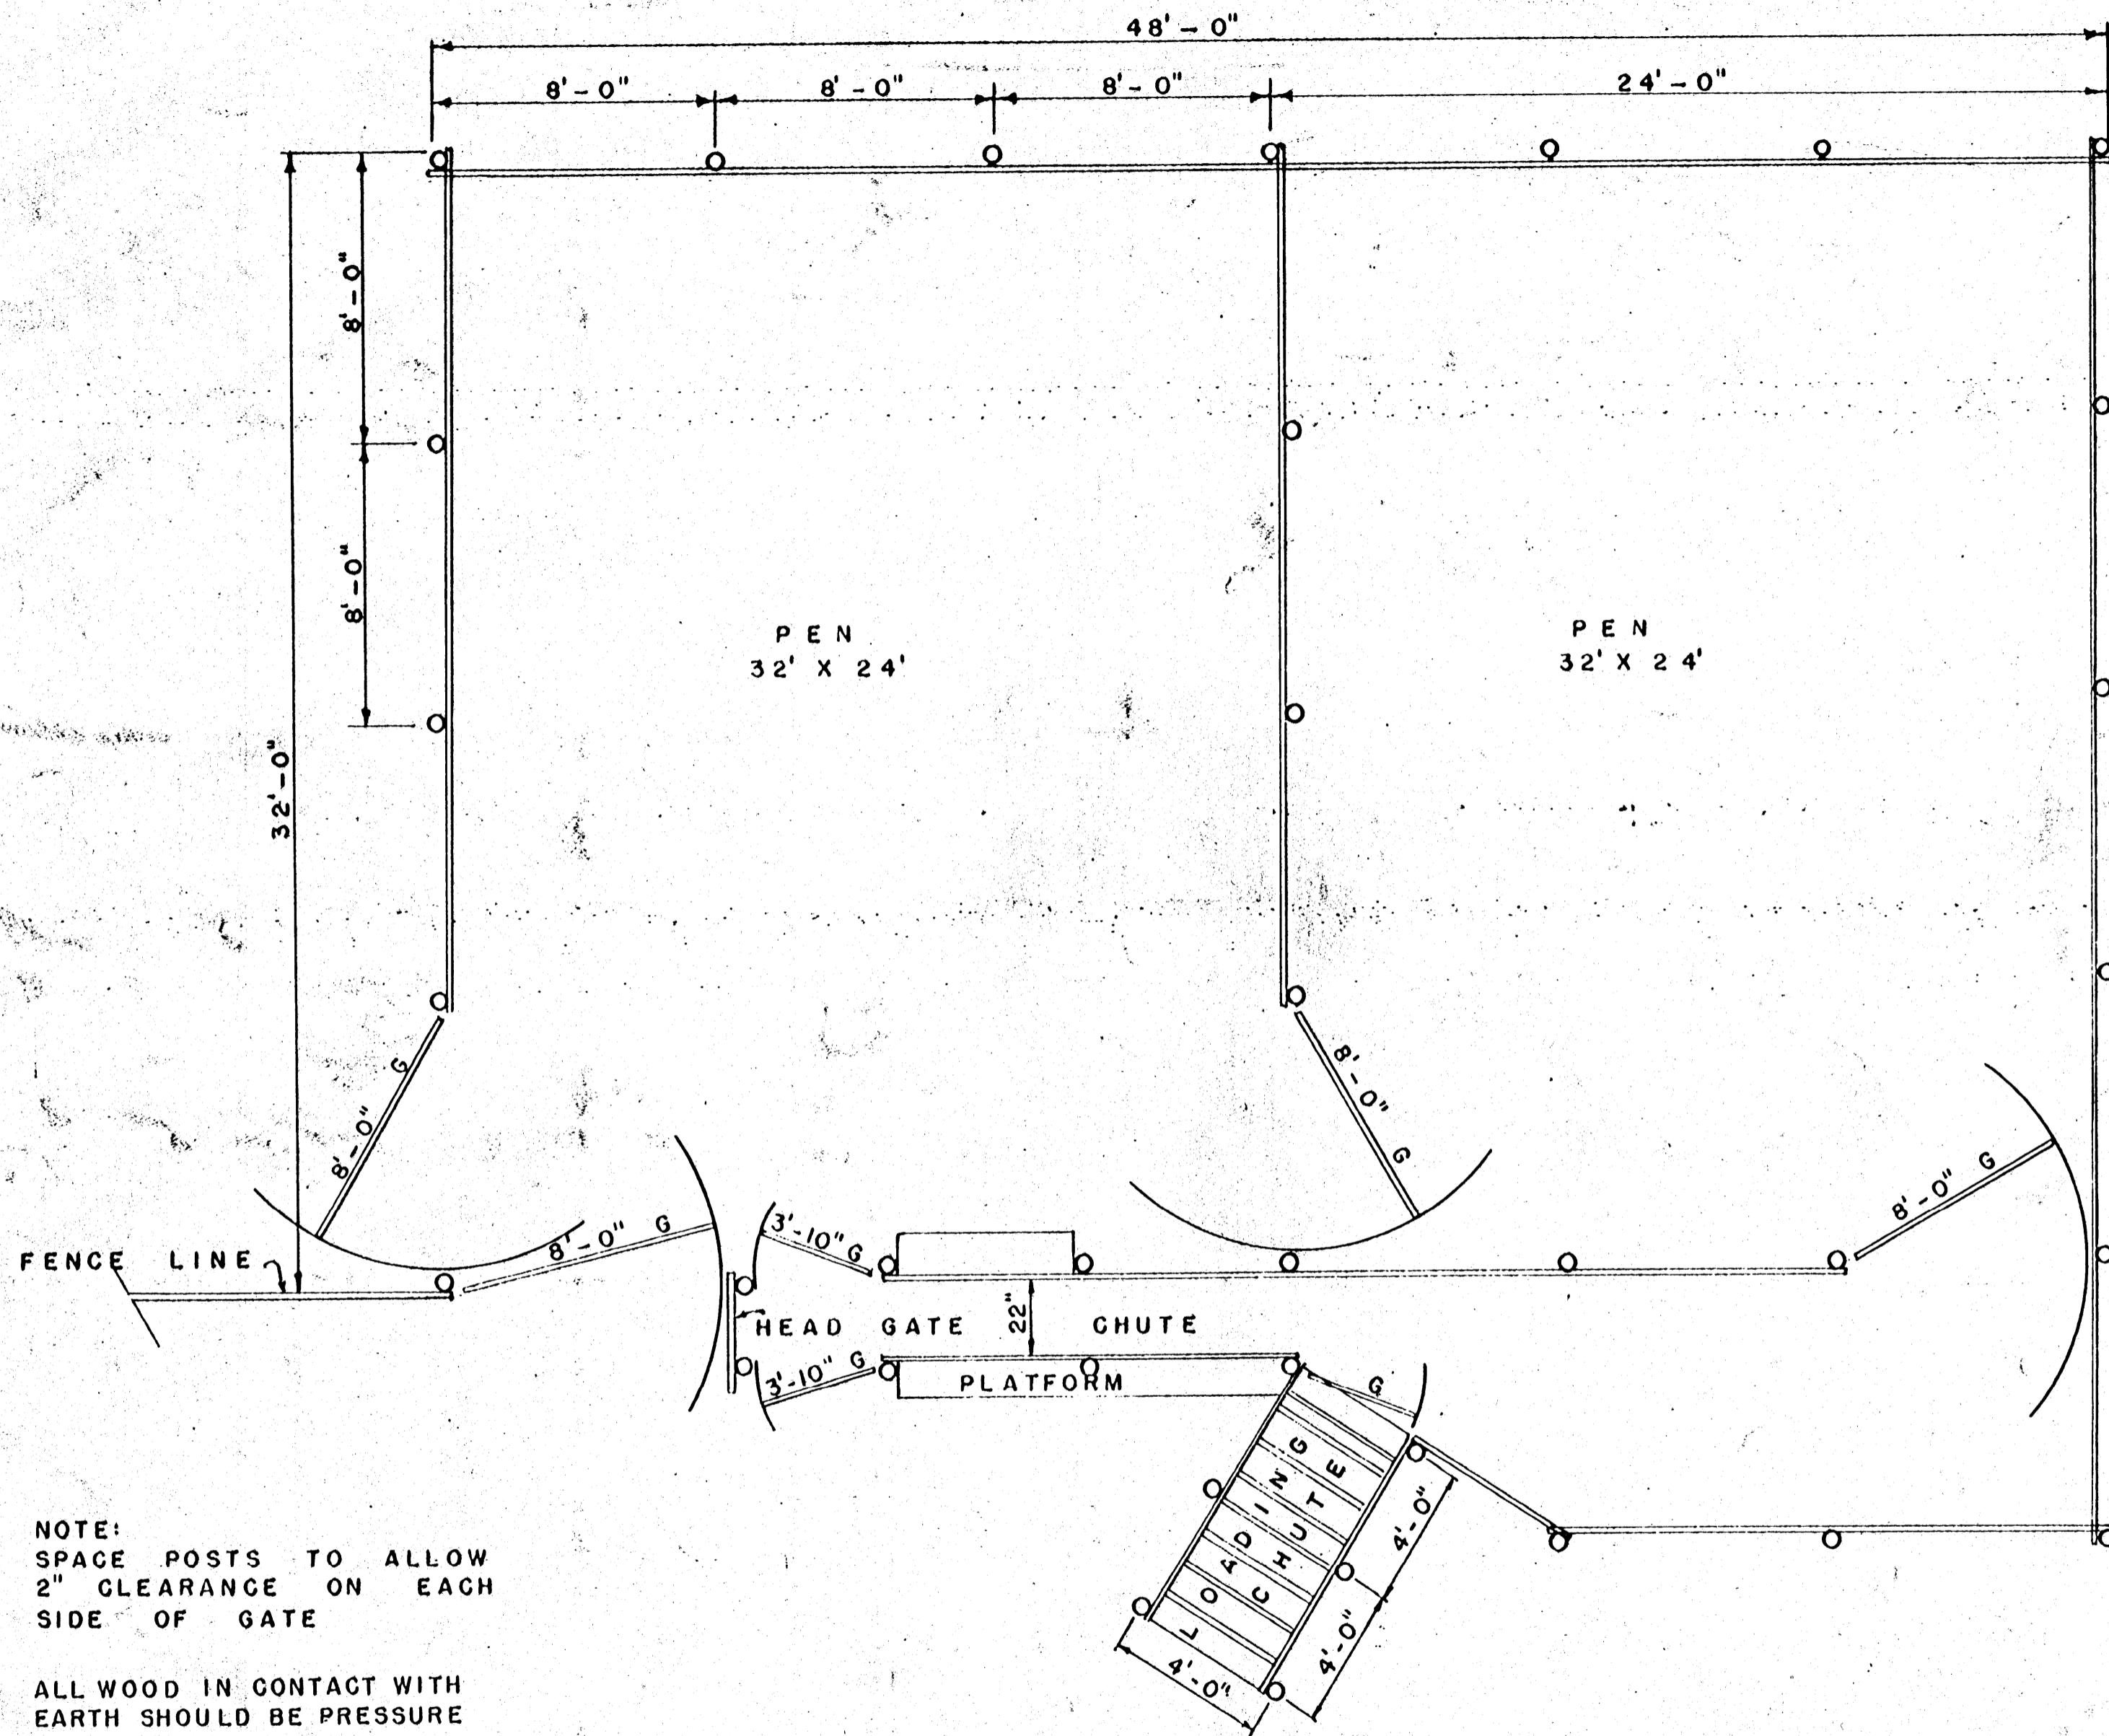 48'-0"
8'-0"
8'-0"
8'-0"
24'-0"
8'-0"
8'-0"
32'-0"
PEN
32' X 24'
PEN
32' X 24'
8'-0" G
8'-0" G
8'-0" G
8'-0" G
FENCE LINE
3'-10" G
HEAD GATE
22"
CHUTE
3'-10" G
PLATFORM
G
LOADING
CHUTE
4'-0"
4'-0"
4'-0"
NOTE:
SPACE POSTS TO ALLOW
2" CLEARANCE ON EACH
SIDE OF GATE
ALL WOOD IN CONTACT WITH
EARTH SHOULD BE PRESSURE